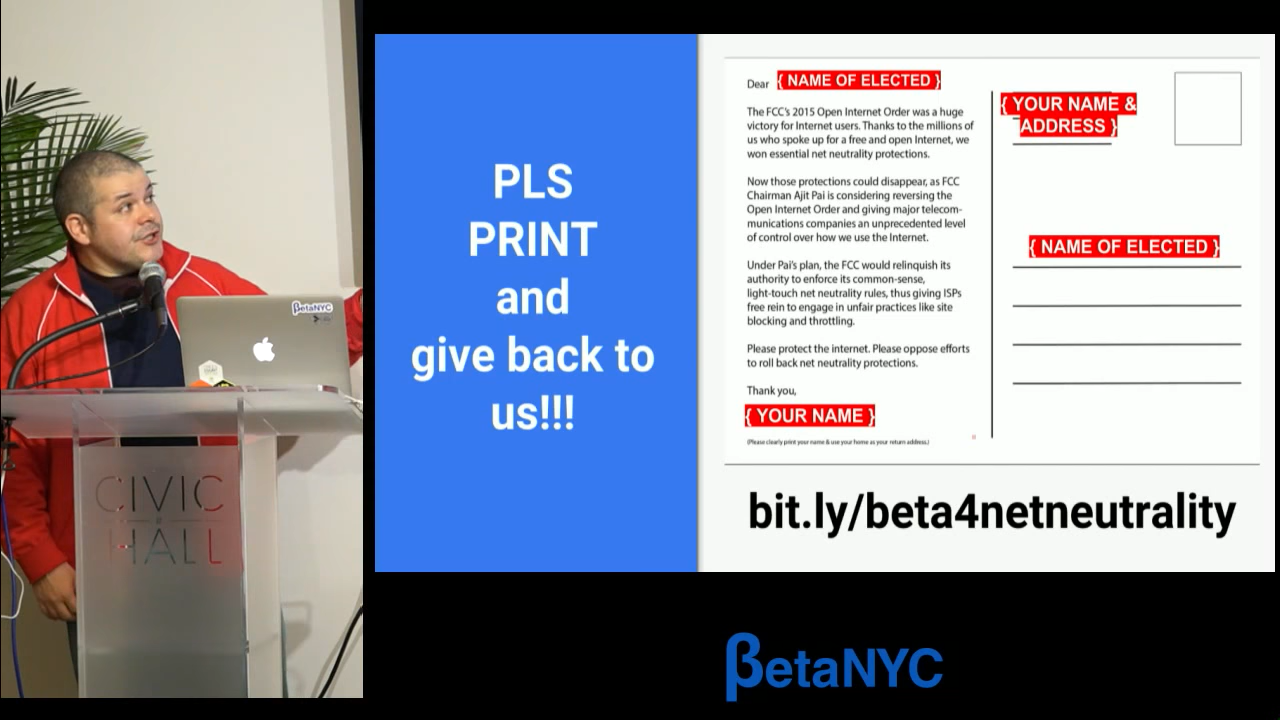 βetaNYC
CIVIC
HALL
PLS
PRINT
and
give back to
us!!!
Dear { NAME OF ELECTED }
The FCC's 2015 Open Internet Order was a huge
victory for Internet users. Thanks to the millions of
us who spoke up for a free and open Internet, we
won essential net neutrality protections.
Now those protections could disappear, as FCC
Chairman Ajit Pai is considering reversing the
Open Internet Order and giving major telecom-
munications companies an unprecedented level
of control over how we use the Internet.
Under Pai's plan, the FCC would relinquish its
authority to enforce its common-sense,
light-touch net neutrality rules, thus giving ISPs
free rein to engage in unfair practices like site
blocking and throttling.
Please protect the internet. Please oppose efforts
to roll back net neutrality protections.
Thank you,
{ YOUR NAME }
(Please clearly print your name & use your home as your return address.)
{ YOUR NAME &
ADDRESS }
{ NAME OF ELECTED }
bit.ly/beta4netneutrality
βetaNYC